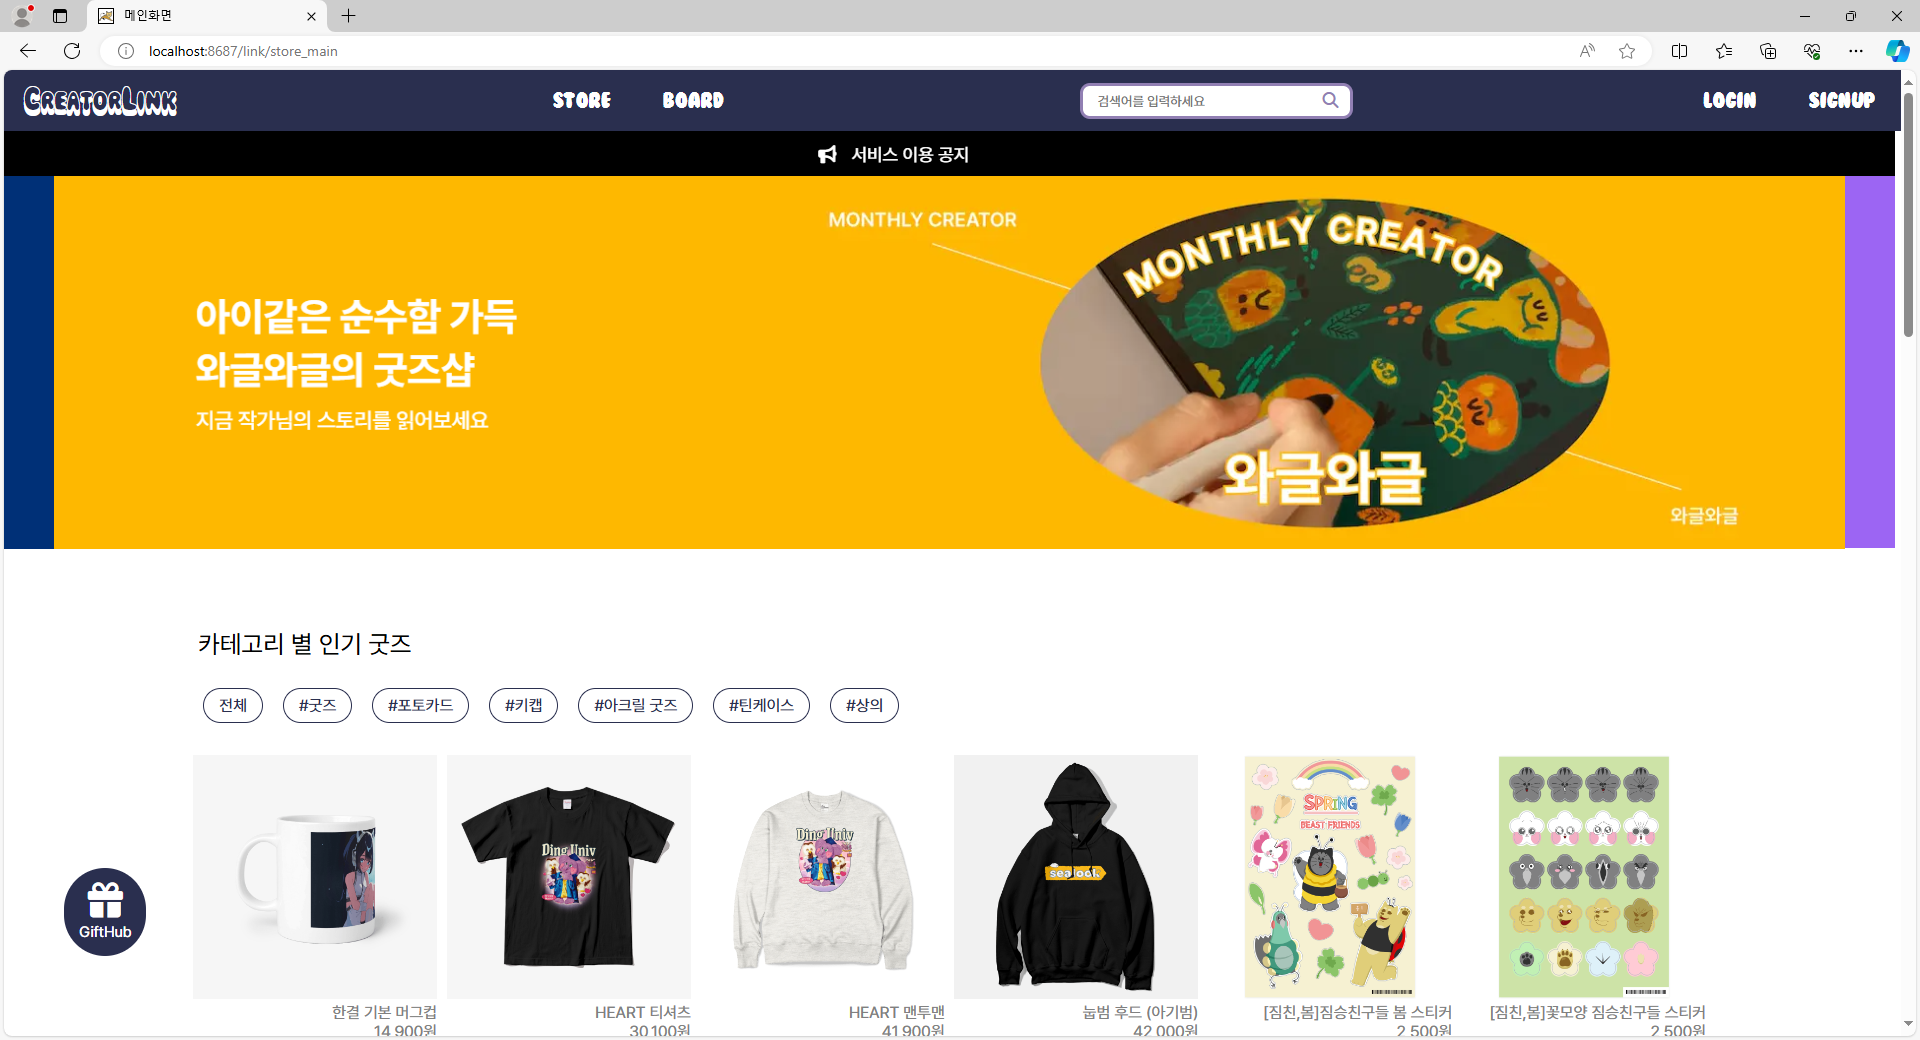 메인화면
localhost:8687/link/store_main
CREATORLINK
STORE
BOARD
검색어를 입력하세요
LOGIN
SIGNUP
서비스 이용 공지
MONTHLY CREATOR
MONTHLY CREATOR
아이같은 순수함 가득
와글와글의 굿즈샵
지금 작가님의 스토리를 읽어보세요
와글와글
와글와글
카테고리 별 인기 굿즈
전체
#굿즈
#포토카드
#키캡
#아크릴 굿즈
#틴케이스
#상의
Ding Univ
Ding Univ
sealook
SPRING
BEAST FRIENDS
GiftHub
한결 기본 머그컵
HEART 티셔츠
HEART 맨투맨
눕범 후드 (아기범)
[짐친,봄]짐승친구들 봄 스티커
[짐친,봄]꽃모양 짐승친구들 스티커
14,900원
30,100원
41,900원
42,000원
2,500원
2,500원